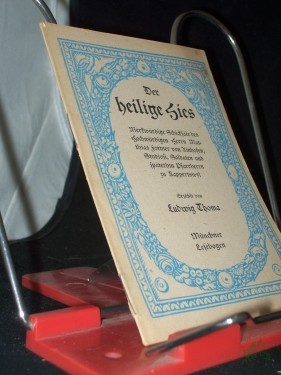 Der
heilige Hies
Merkwürdige Schicksale des
hochwürdigen Herrn Mat-
thias Fottner von Ainhofen,
Studiosi, Soldaten und
späterhin Pfarrherrn
zu Rappertswyl
Erzählt von
Ludwig Thoma
Münchner
Lesebogen